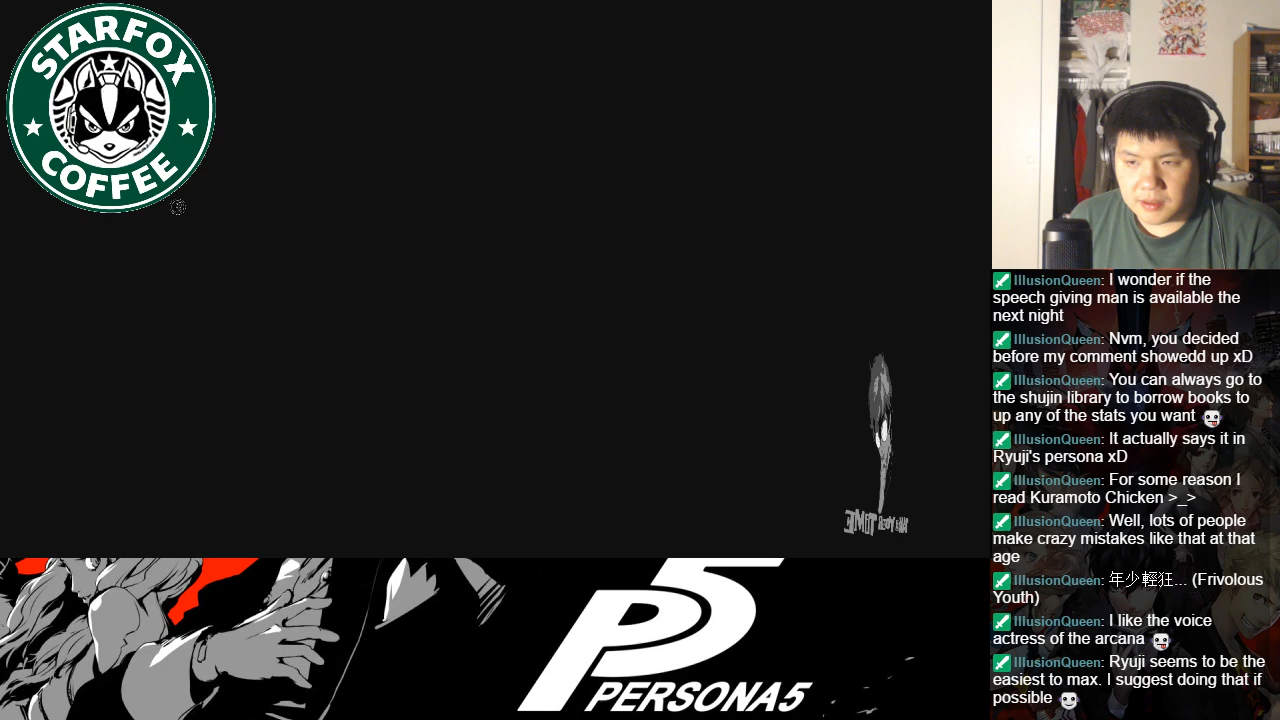 STARFOX
COFFEE
IllusionQueen: I wonder if the
speech giving man is available the
next night
IllusionQueen: Nvm, you decided
before my comment showedd up xD
IllusionQueen: You can always go to
the shujin library to borrow books to
up any of the stats you want
IllusionQueen: It actually says it in
Ryuji's persona xD
IllusionQueen: For some reason I
read Kuramoto Chicken >_>
IllusionQueen: Well, lots of people
make crazy mistakes like that at that
age
IllusionQueen: 年少輕狂... (Frivolous
Youth)
IllusionQueen: I like the voice
actress of the arcana
IllusionQueen: Ryuji seems to be the
easiest to max. I suggest doing that if
possible
P5
PERSONA5